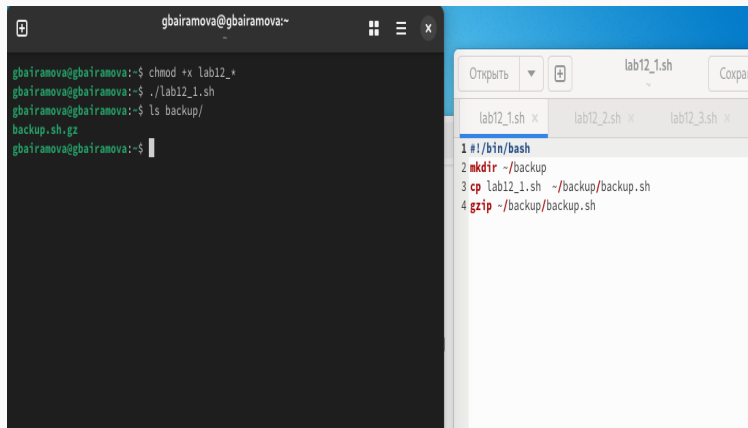 gbairamova@gbairamova:~
~
gbairamova@gbairamova:~$ chmod +x lab12_*
gbairamova@gbairamova:~$ ./lab12_1.sh
gbairamova@gbairamova:~$ ls backup/
backup.sh.gz
gbairamova@gbairamova:~$
Открыть
lab12_1.sh
~
Сохра
lab12_1.sh × lab12_2.sh × lab12_3.sh ×
1 #!/bin/bash
2 mkdir ~/backup
3 cp lab12_1.sh ~/backup/backup.sh
4 gzip ~/backup/backup.sh